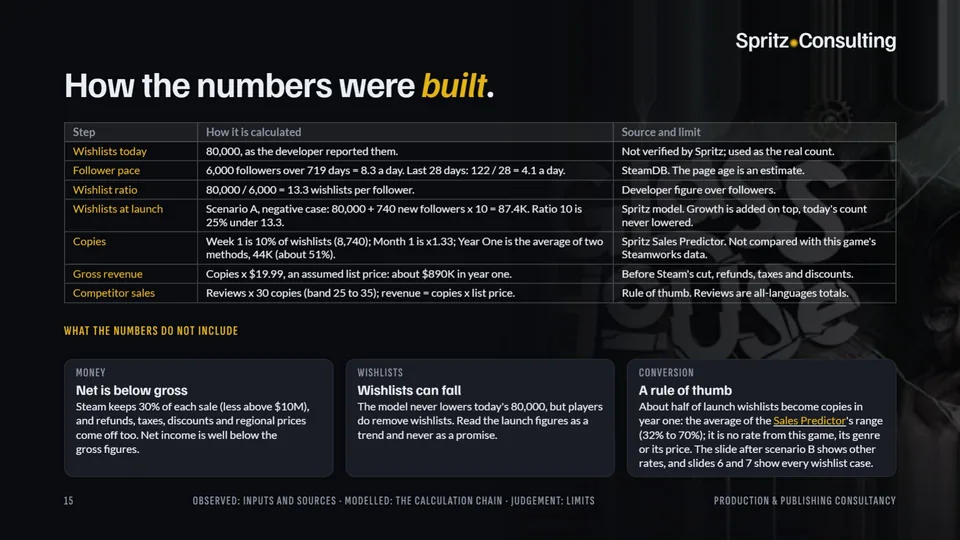 Spritz Consulting
How the numbers were built.
Step How it is calculated Source and limit
Wishlists today 80,000, as the developer reported them. Not verified by Spritz; used as the real count.
Follower pace 6,000 followers over 719 days = 8.3 a day. Last 28 days: 122 / 28 = 4.1 a day. SteamDB. The page age is an estimate.
Wishlist ratio 80,000 / 6,000 = 13.3 wishlists per follower. Developer figure over followers.
Wishlists at launch Scenario A, negative case: 80,000 + 740 new followers x 10 = 87.4K. Ratio 10 is Spritz model. Growth is added on top, today's count
25% under 13.3. never lowered.
Copies Week 1 is 10% of wishlists (8,740); Month 1 is x1.33; Year One is the average of two Spritz Sales Predictor. Not compared with this game's
methods, 44K (about 51%). Steamworks data.
Gross revenue Copies x $19.99, an assumed list price: about $890K in year one. Before Steam's cut, refunds, taxes and discounts.
Competitor sales Reviews x 30 copies (band 25 to 35); revenue = copies x list price. Rule of thumb. Reviews are all-languages totals.
WHAT THE NUMBERS DO NOT INCLUDE
MONEY
Net is below gross
Steam keeps 30% of each sale (less above $10M),
and refunds, taxes, discounts and regional prices
come off too. Net income is well below the
gross figures.
WISHLISTS
Wishlists can fall
The model never lowers today's 80,000, but players
do remove wishlists. Read the launch figures as a
trend and never as a promise.
CONVERSION
A rule of thumb
About half of launch wishlists become copies in
year one: the average of the Sales Predictor's range
(32% to 70%); it is no rate from this game, its genre
or its price. The slide after scenario B shows other
rates, and slides 6 and 7 show every wishlist case.
15 OBSERVED: INPUTS AND SOURCES · MODELLED: THE CALCULATION CHAIN · JUDGEMENT: LIMITS PRODUCTION & PUBLISHING CONSULTANCY